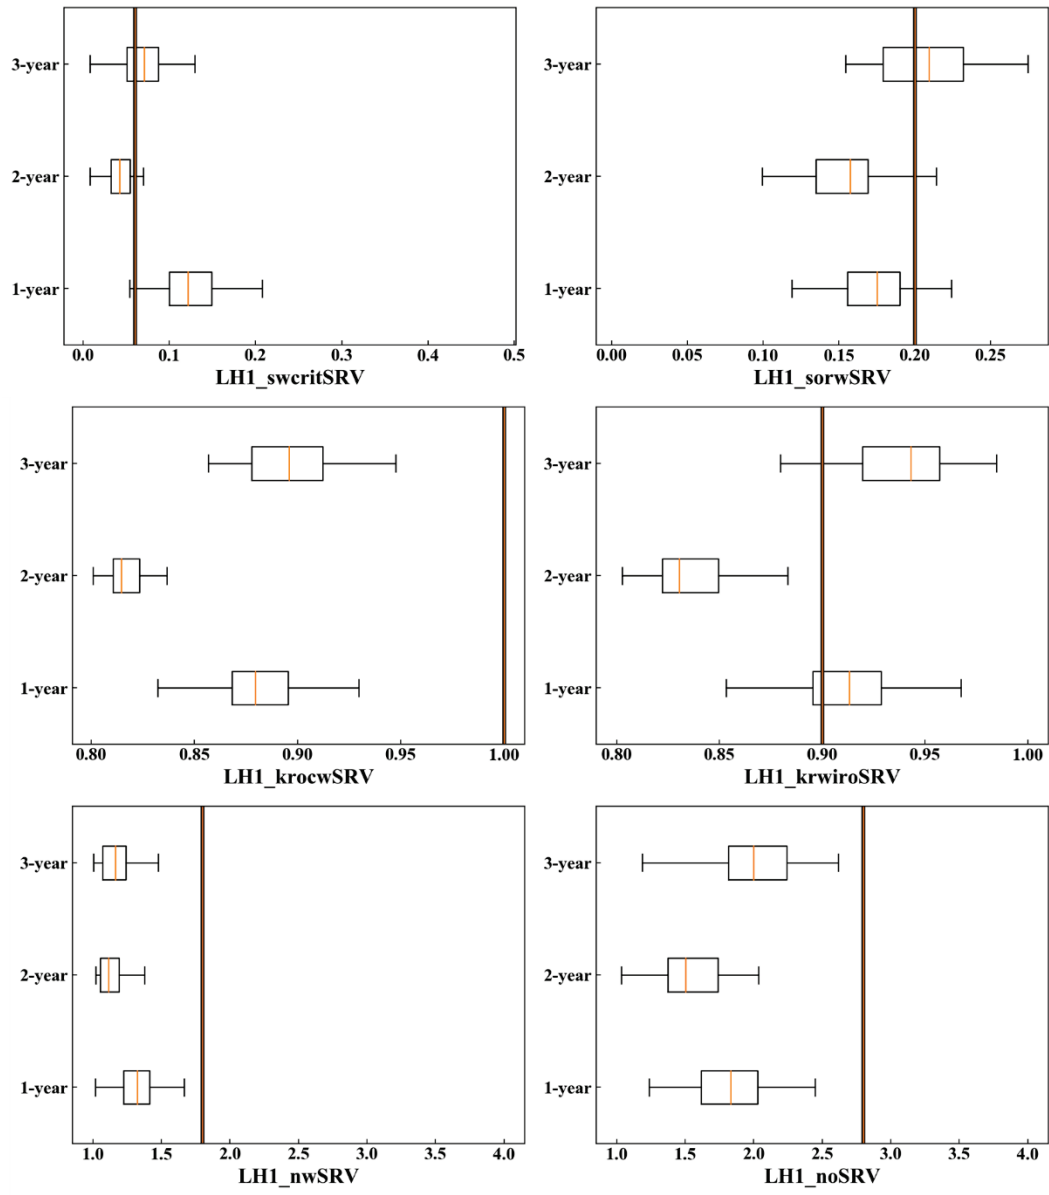 3-year
2-year
1-year
0.0 0.1 0.2 0.3 0.4 0.5
LH1_swcritSRV
3-year
2-year
1-year
0.00 0.05 0.10 0.15 0.20 0.25
LH1_sorwSRV
3-year
2-year
1-year
0.80 0.85 0.90 0.95 1.00
LH1_krocwSRV
3-year
2-year
1-year
0.80 0.85 0.90 0.95 1.00
LH1_krwiroSRV
3-year
2-year
1-year
1.0 1.5 2.0 2.5 3.0 3.5 4.0
LH1_nwSRV
3-year
2-year
1-year
1.0 1.5 2.0 2.5 3.0 3.5 4.0
LH1_noSRV